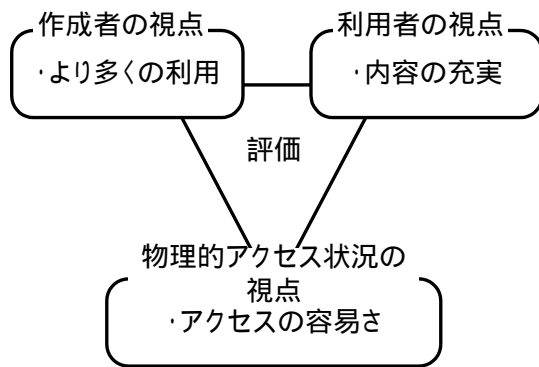 作成者の視点
・より多くの利用
利用者の視点
・内容の充実
評価
物理的アクセス状況の
視点
・アクセスの容易さ